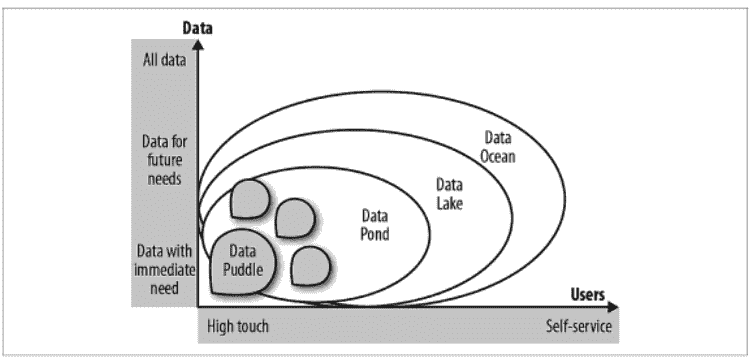 Data
All data
Data for
future
needs
Data with
immediate
need
Data
Ocean
Data
Lake
Data
Pond
Data
Puddle
Users
High touch
Self-service